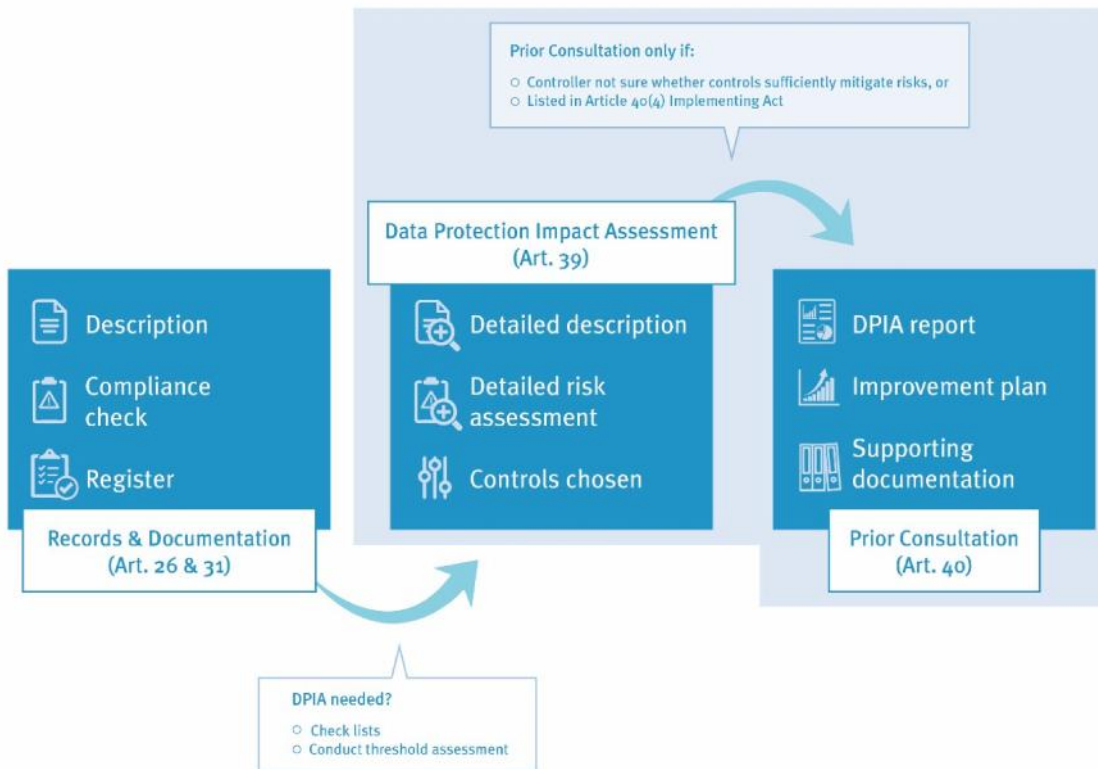 Prior Consultation only if:
Controller not sure whether controls sufficiently mitigate risks, or
Listed in Article 40(4) Implementing Act
Data Protection Impact Assessment
(Art. 39)
Description
Compliance
check
Register
Records & Documentation
(Art. 26 & 31)
Detailed description
Detailed risk
assessment
Controls chosen
DPIA report
Improvement plan
Supporting
documentation
Prior Consultation
(Art. 40)
DPIA needed?
Check lists
Conduct threshold assessment